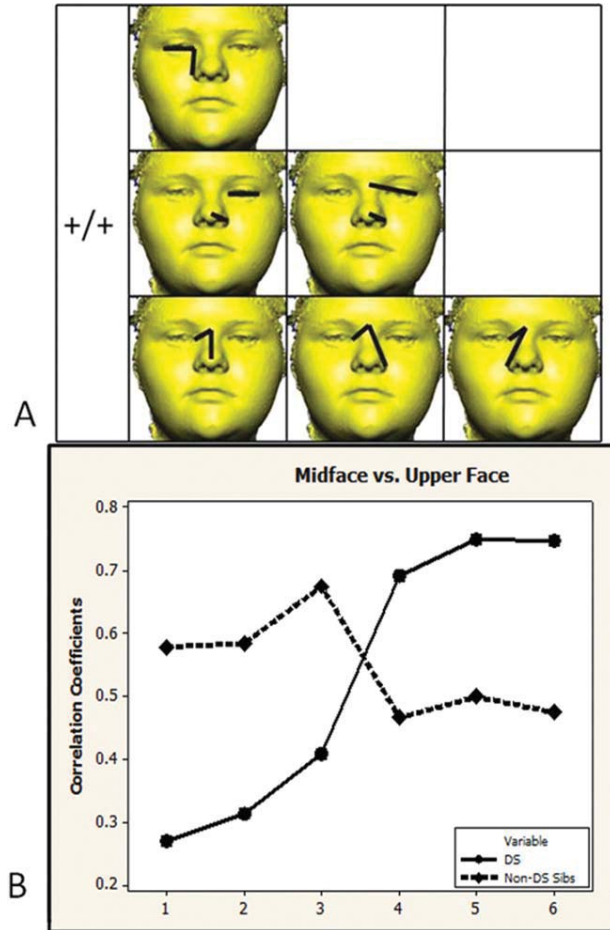 +/+
A
Midface vs. Upper Face
Correlation Coefficients
0.8
0.7
0.6
0.5
0.4
0.3
0.2
1 2 3 4 5 6
Variable
DS
Non-DS Sibs
B